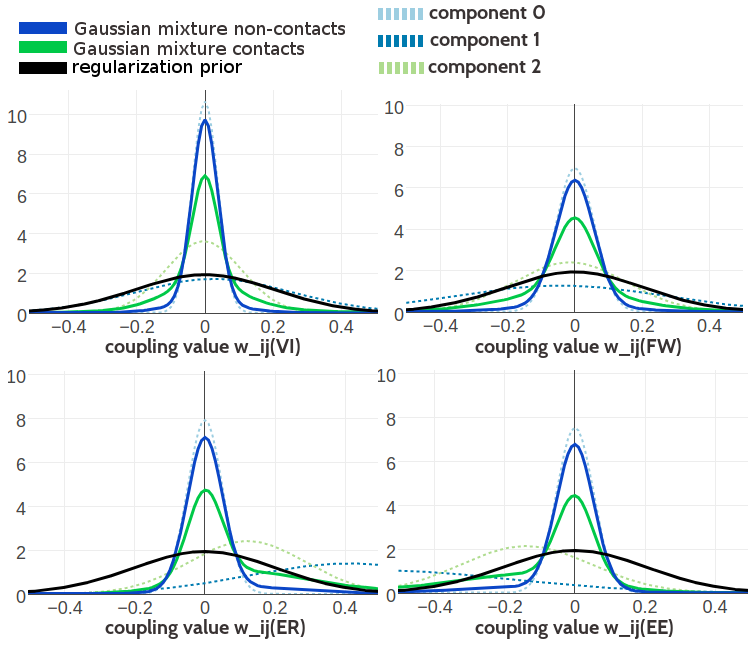 Gaussian mixture non-contacts
Gaussian mixture contacts
regularization prior
component 0
component 1
component 2
10
8
6
4
2
0
−0.4 −0.2 0 0.2 0.4
coupling value w_ij(VI)
10
8
6
4
2
0
−0.4 −0.2 0 0.2 0.4
coupling value w_ij(FW)
10
8
6
4
2
0
−0.4 −0.2 0 0.2 0.4
coupling value w_ij(ER)
10
8
6
4
2
0
−0.4 −0.2 0 0.2 0.4
coupling value w_ij(EE)